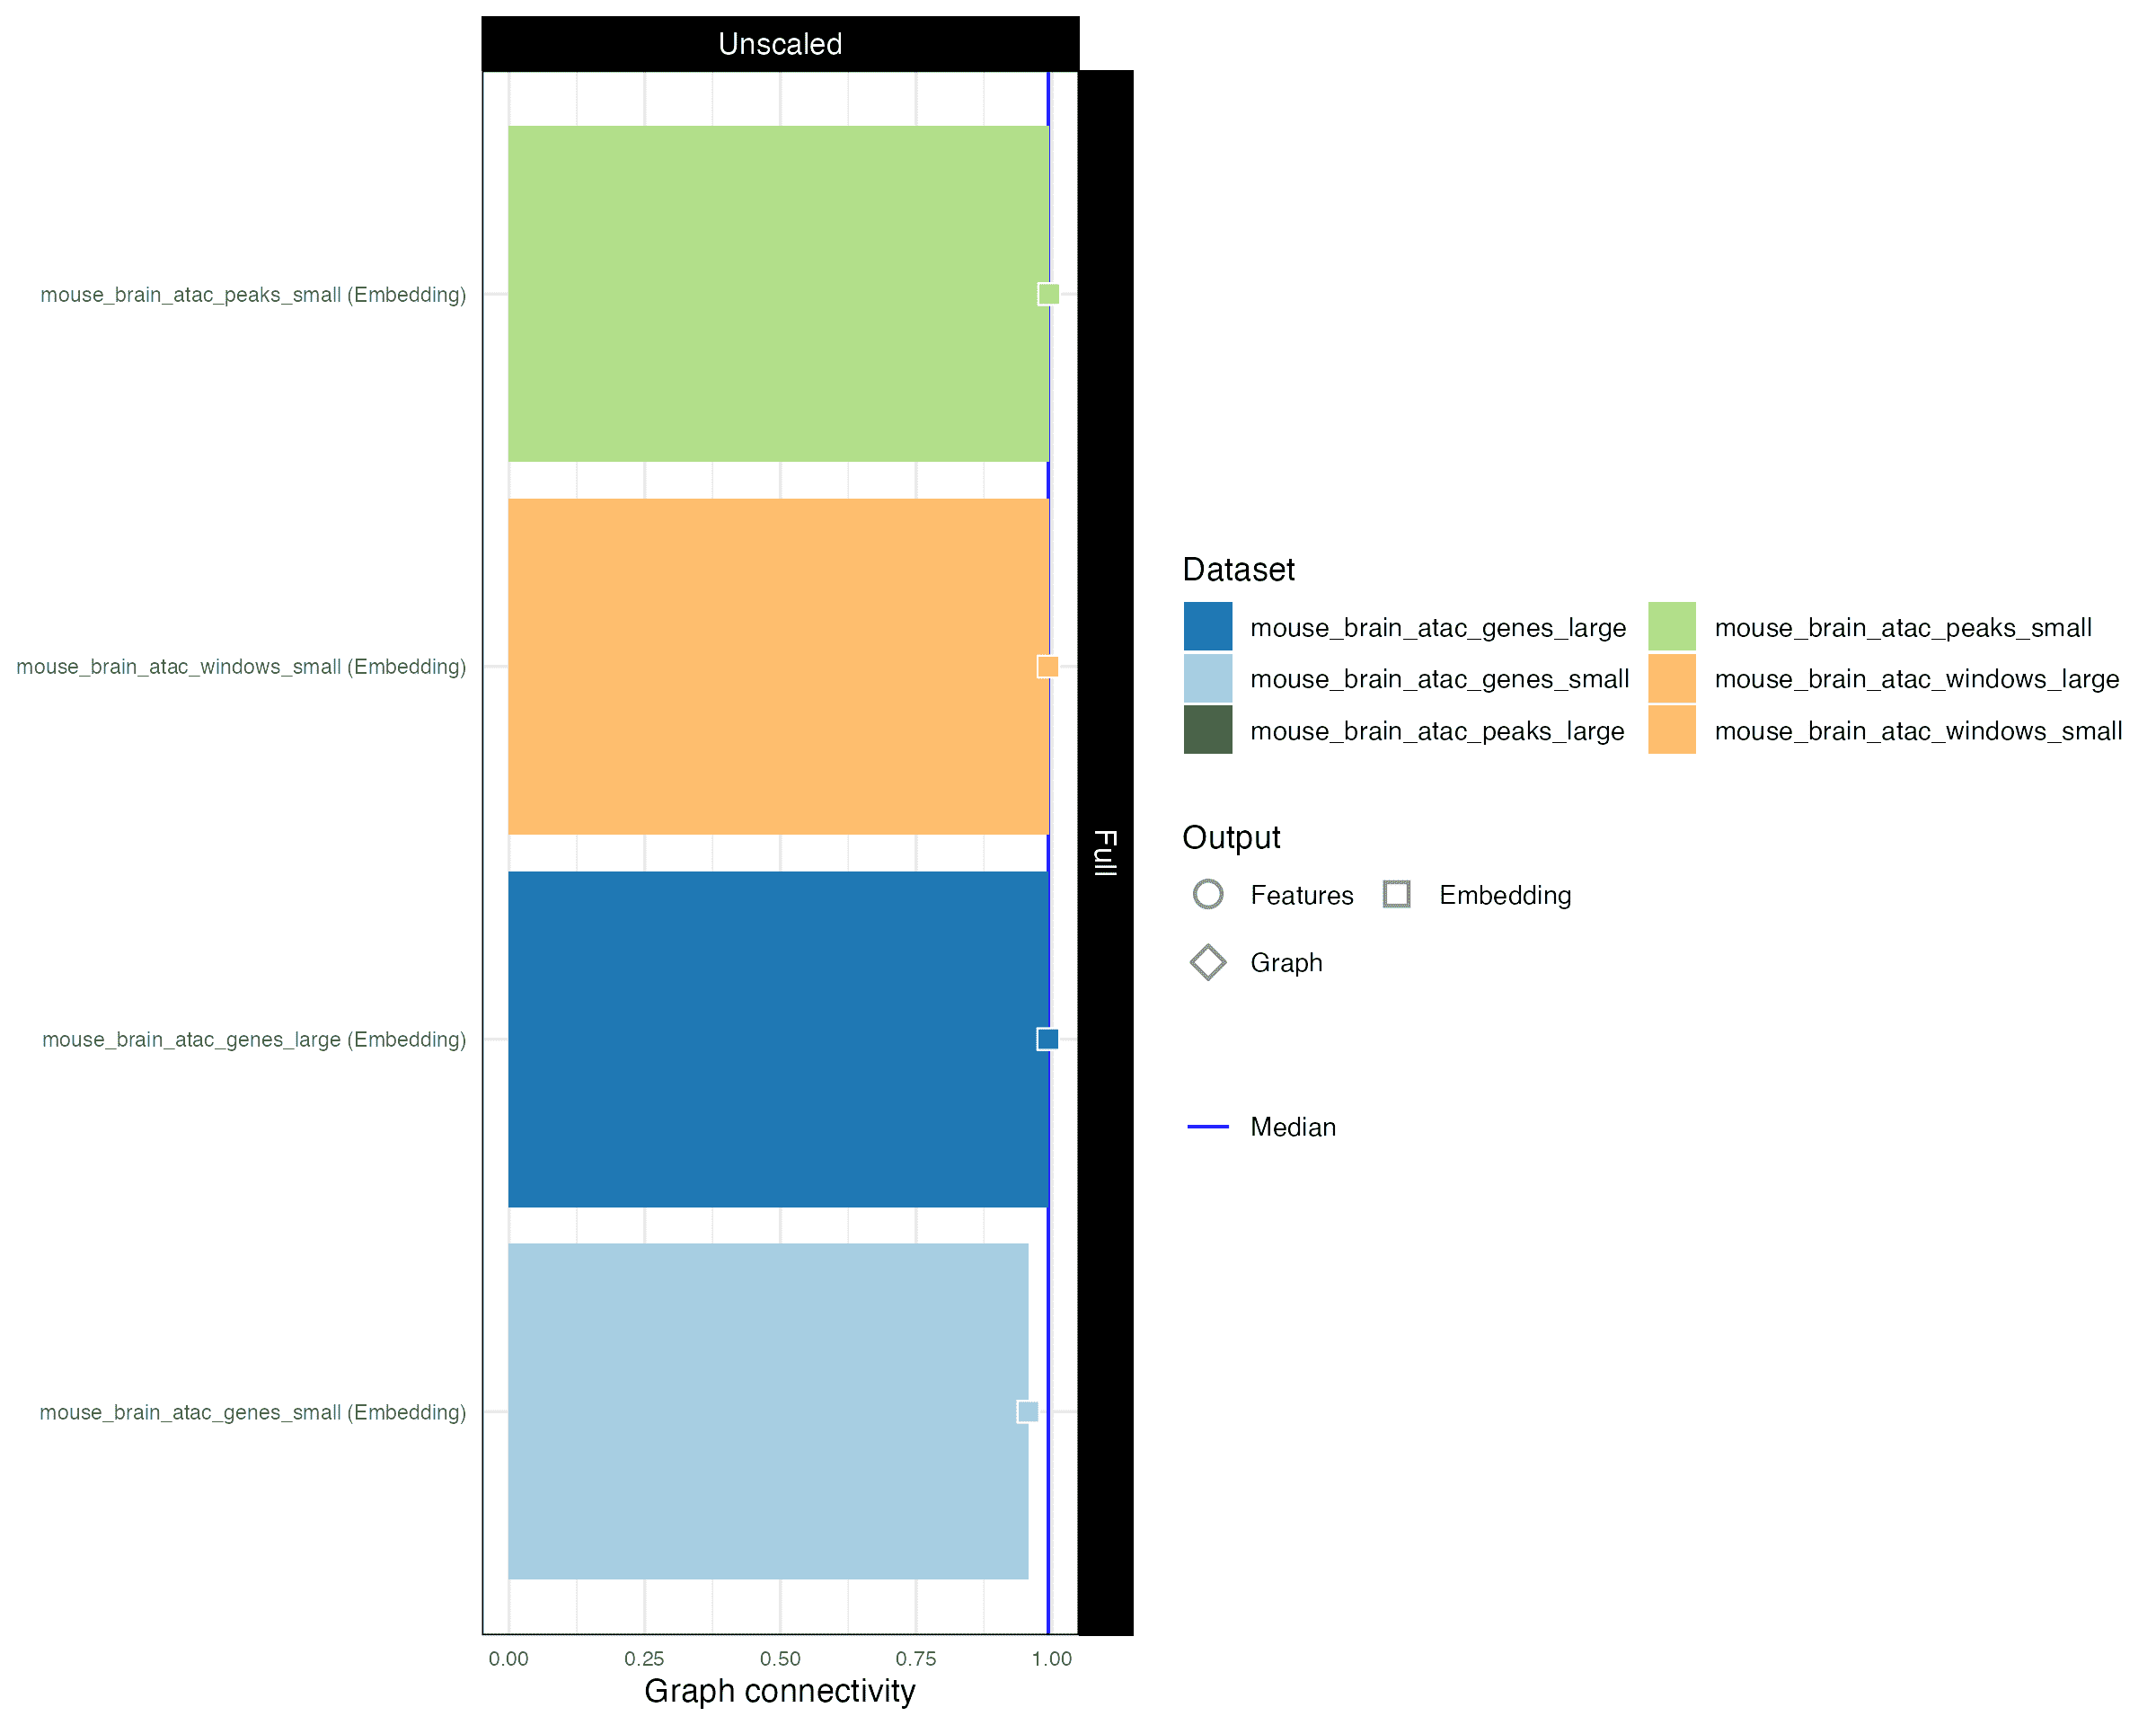 Unscaled
mouse_brain_atac_peaks_small (Embedding)
mouse_brain_atac_windows_small (Embedding)
mouse_brain_atac_genes_large (Embedding)
mouse_brain_atac_genes_small (Embedding)
Full
0.00 0.25 0.50 0.75 1.00
Graph connectivity
Dataset
mouse_brain_atac_genes_large mouse_brain_atac_peaks_small
mouse_brain_atac_genes_small mouse_brain_atac_windows_large
mouse_brain_atac_peaks_large mouse_brain_atac_windows_small
Output
Features Embedding
Graph
Median